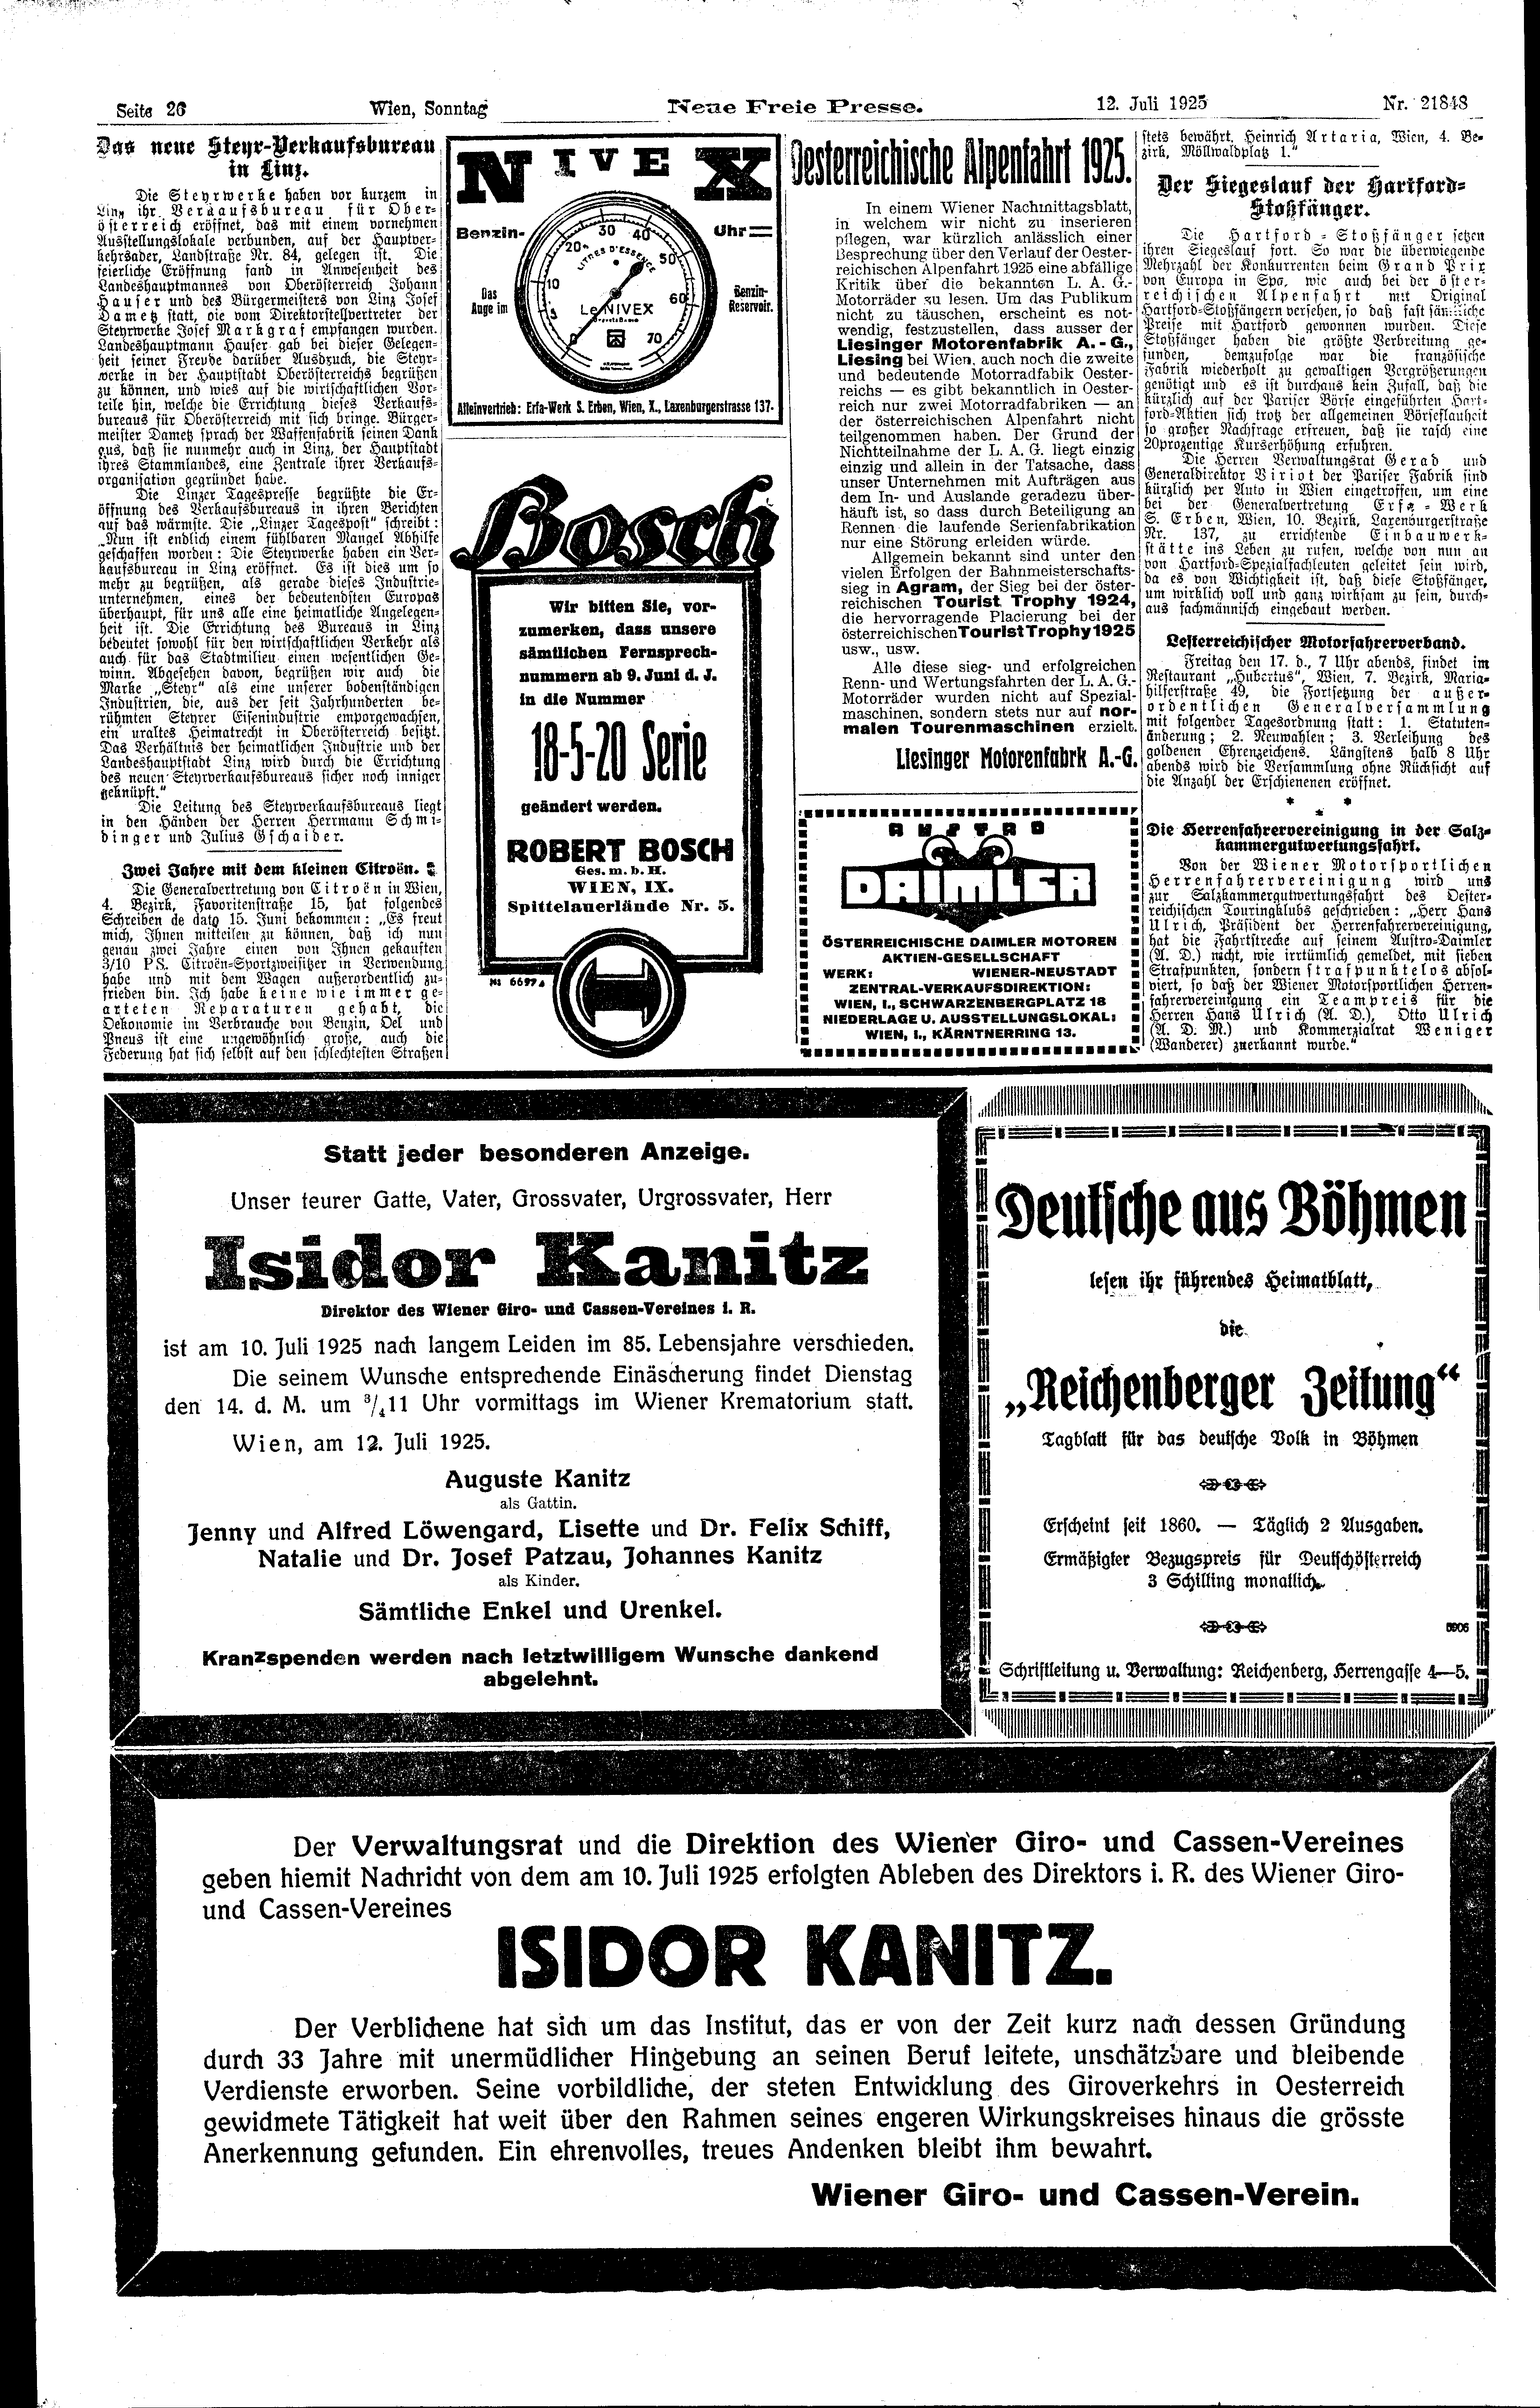 Seite 26
Wien, Sonntag
Neue Freie Presse.
12. Juli 1925
Nr. 21848
Das neue Steyr-Verkaufsbureau
in Linz.
Die Steyrwerke haben vor kurzem in
Linz ihr Verkaufsbureau für Ober-
österreich eröffnet, das mit einem vornehmen
Ausstellungslokale verbunden, auf der Hauptver-
kehrsader, Landstraße Nr. 84, gelegen ist. Die
feierliche Eröffnung fand in Anwesenheit des
Landeshauptmannes von Oberösterreich Johann
Hauser und des Bürgermeisters von Linz Josef
Dametz statt, die vom Direktorstellvertreter der
Steyrwerke Josef Markgraf empfangen wurden.
Landeshauptmann Hauser gab bei dieser Gelegen-
heit seiner Freude darüber Ausdruck, die Steyr-
werke in der Hauptstadt Oberösterreichs begrüßen
zu können, und wies auf die wirtschaftlichen Vor-
teile hin, welche die Errichtung dieses Verkaufs-
bureaus für Oberösterreich mit sich bringe. Bürger-
meister Dametz sprach der Waffenfabrik seinen Dank
aus, daß sie nunmehr auch in Linz, der Hauptstadt
ihres Stammlandes, eine Zentrale ihrer Verkaufs-
organisation gegründet habe.
Die Linzer Tagespresse begrüßte die Er-
öffnung des Verkaufsbureaus in ihren Berichten
auf das wärmste. Die „Linzer Tagespost“ schreibt:
„Nun ist endlich einem fühlbaren Mangel Abhilfe
geschaffen worden: Die Steyrwerke haben ein Ver-
kaufsbureau in Linz eröffnet. Es ist dies um so
mehr zu begrüßen, als gerade dieses Industrie-
unternehmen, eines der bedeutendsten Europas
überhaupt, für uns alle eine heimatliche Angelegen-
heit ist. Die Errichtung des Bureaus in Linz
bedeutet sowohl für den wirtschaftlichen Verkehr als
auch für das Stadtmilieu einen wesentlichen Ge-
winn. Abgesehen davon, begrüßen wir auch die
Marke „Steyr“ als eine unserer bodenständigen
Industrien, die, aus der seit Jahrhunderten be-
rühmten Steyrer Eisenindustrie emporgewachsen,
ein uraltes Heimatrecht in Oberösterreich besitzt.
Das Verhältnis der heimatlichen Industrie und der
Landeshauptstadt Linz wird durch die Errichtung
des neuen Steyrverkaufsbureaus sicher noch inniger
geknüpft.“
Die Leitung des Steyrverkaufsbureaus liegt
in den Händen der Herren Herrmann Schmi-
dinger und Julius Gschaider.
Zwei Jahre mit dem kleinen Citroën.
Die Generalvertretung von Citroën in Wien,
4. Bezirk, Favoritenstraße 15, hat folgendes
Schreiben de dato 15. Juni bekommen: „Es freut
mich, Ihnen mitteilen zu können, daß ich nun
genau zwei Jahre einen von Ihnen gekauften
3/10 PS. Citroën-Sportzweisitzer in Verwendung
habe und mit dem Wagen außerordentlich zu-
frieden bin. Ich habe keine wie immer ge-
arteten Reparaturen gehabt, die
Oekonomie im Verbrauche von Benzin, Oel und
Pneus ist eine ungewöhnlich große, auch die
Federung hat sich selbst auf den schlechtesten Straßen
NIVEX
Benzin-
Uhr
Das
Auge im
Benzin-
Reservoir.
LITRES D'ESSENCE
10 20 30 40 50 60 70
Le NIVEX
Alleinvertrieb: Erfa-Werk S. Erben, Wien, X., Laxenburgerstrasse 137.
Bosch
Wir bitten Sie, vor-
zumerken, dass unsere
sämtlichen Fernsprech-
nummern ab 9. Juni d. J.
in die Nummer
18-5-20 Serie
geändert werden.
ROBERT BOSCH
Ges. m. b. H.
WIEN, IX.
Spittelauerlände Nr. 5.
Oesterreichische Alpenfahrt 1925.
In einem Wiener Nachmittagsblatt,
in welchem wir nicht zu inserieren
pflegen, war kürzlich anlässlich einer
Besprechung über den Verlauf der Oester-
reichischen Alpenfahrt 1925 eine abfällige
Kritik über die bekannten L. A. G.-
Motorräder zu lesen. Um das Publikum
nicht zu täuschen, erscheint es not-
wendig, festzustellen, dass ausser der
Liesinger Motorenfabrik A.-G.,
Liesing bei Wien, auch noch die zweite
und bedeutende Motorradfabik Oester-
reichs — es gibt bekanntlich in Oester-
reich nur zwei Motorradfabriken — an
der österreichischen Alpenfahrt nicht
teilgenommen haben. Der Grund der
Nichtteilnahme der L. A. G. liegt einzig
einzig und allein in der Tatsache, dass
unser Unternehmen mit Aufträgen aus
dem In- und Auslande geradezu über-
häuft ist, so dass durch Beteiligung an
Rennen die laufende Serienfabrikation
nur eine Störung erleiden würde.
Allgemein bekannt sind unter den
vielen Erfolgen der Bahnmeisterschafts-
sieg in Agram, der Sieg bei der öster-
reichischen Tourist Trophy 1924,
die hervorragende Placierung bei der
österreichischen Tourist Trophy 1925
usw., usw.
Alle diese sieg- und erfolgreichen
Renn- und Wertungsfahrten der L. A. G.-
Motorräder wurden nicht auf Spezial-
maschinen, sondern stets nur auf nor-
malen Tourenmaschinen erzielt.
Liesinger Motorenfabrk A.-G.
AUSTRO
DAIMLER
ÖSTERREICHISCHE DAIMLER MOTOREN
AKTIEN-GESELLSCHAFT
WERK: WIENER-NEUSTADT
ZENTRAL-VERKAUFSDIREKTION:
WIEN, I., SCHWARZENBERGPLATZ 18
NIEDERLAGE U. AUSSTELLUNGSLOKAL:
WIEN, I., KÄRNTNERRING 13.
stets bewährt. Heinrich Artaria, Wien, 4. Be-
zirk, Möllwaldplatz 1.“
Der Siegeslauf der Hartford-
Stoßfänger.
Die Hartford-Stoßfänger setzen
ihren Siegeslauf fort. So war die überwiegende
Mehrzahl der Konkurrenten beim Grand Prix
von Europa in Spa, wie auch bei der öster-
reichischen Alpenfahrt mit Original
Hartford-Stoßfängern versehen, so daß fast sämtliche
Preise mit Hartford gewonnen wurden. Diese
Stoßfänger haben die größte Verbreitung ge-
funden, demzufolge war die französische
Fabrik wiederholt zu gewaltigen Vergrößerungen
genötigt und es ist durchaus kein Zufall, daß die
kürzlich auf der Pariser Börse eingeführten Hart-
ford-Aktien sich trotz der allgemeinen Börseflauheit
so großer Nachfrage erfreuen, daß sie rasch eine
20prozentige Kurserhöhung erfuhren.
Die Herren Verwaltungsrat Gerad und
Generaldirektor Viriot der Pariser Fabrik sind
kürzlich per Auto in Wien eingetroffen, um eine
bei der Generalvertretung Erfa-Werk
S. Erben, Wien, 10. Bezirk, Laxenburgerstraße
Nr. 137, zu errichtende Einbauwerk-
stätte ins Leben zu rufen, welche von nun an
von Hartford-Spezialfachleuten geleitet sein wird,
da es von Wichtigkeit ist, daß diese Stoßfänger,
um wirklich voll und ganz wirksam zu sein, durch-
aus fachmännisch eingebaut werden.
Oesterreichischer Motorfahrerverband.
Freitag den 17. d., 7 Uhr abends, findet im
Restaurant „Hubertus“, Wien, 7. Bezirk, Maria-
hilferstraße 49, die Fortsetzung der außer-
ordentlichen Generalversammlung
mit folgender Tagesordnung statt: 1. Statuten-
änderung; 2. Neuwahlen; 3. Verleihung des
goldenen Ehrenzeichens. Längstens halb 8 Uhr
abends wird die Versammlung ohne Rücksicht auf
die Anzahl der Erschienenen eröffnet.
* * *
Die Herrenfahrervereinigung in der Salz-
kammergutwertungsfahrt.
Von der Wiener Motorsportlichen
Herrenfahrervereinigung wird uns
zur Salzkammergutwertungsfahrt des Oester-
reichischen Touringklubs geschrieben: „Herr Hans
Ulrich, Präsident der Herrenfahrervereinigung,
hat die Fahrtstrecke auf seinem Austro-Daimler
(A. D.) nicht, wie irrtümlich gemeldet, mit sieben
Strafpunkten, sondern strafpunktelos absol-
viert, so daß der Wiener Motorsportlichen Herren-
fahrervereinigung ein Teampreis für die
Herren Hans Ulrich (A. D.), Otto Ulrich
(A. D. M.) und Kommerzialrat Weniger
(Wanderer) zuerkannt wurde.“
Statt jeder besonderen Anzeige.
Unser teurer Gatte, Vater, Grossvater, Urgrossvater, Herr
Isidor Kanitz
Direktor des Wiener Giro- und Cassen-Vereines i. R.
ist am 10. Juli 1925 nach langem Leiden im 85. Lebensjahre verschieden.
Die seinem Wunsche entsprechende Einäscherung findet Dienstag
den 14. d. M. um 3/4 11 Uhr vormittags im Wiener Krematorium statt.
Wien, am 12. Juli 1925.
Auguste Kanitz
als Gattin.
Jenny und Alfred Löwengard, Lisette und Dr. Felix Schiff,
Natalie und Dr. Josef Patzau, Johannes Kanitz
als Kinder.
Sämtliche Enkel und Urenkel.
Kranzspenden werden nach letztwilligem Wunsche dankend
abgelehnt.
Deutsche aus Böhmen
lesen ihr führendes Heimatblatt,
die
„Reichenberger Zeitung“
Tagblatt für das deutsche Volk in Böhmen
Erscheint seit 1860. — Täglich 2 Ausgaben.
Ermäßigter Bezugspreis für Deutschösterreich
3 Schilling monatlich.
Schriftleitung u. Verwaltung: Reichenberg, Herrengasse 4—5.
Der Verwaltungsrat und die Direktion des Wiener Giro- und Cassen-Vereines
geben hiemit Nachricht von dem am 10. Juli 1925 erfolgten Ableben des Direktors i. R. des Wiener Giro-
und Cassen-Vereines
ISIDOR KANITZ.
Der Verblichene hat sich um das Institut, das er von der Zeit kurz nach dessen Gründung
durch 33 Jahre mit unermüdlicher Hingebung an seinen Beruf leitete, unschätzbare und bleibende
Verdienste erworben. Seine vorbildliche, der steten Entwicklung des Giroverkehrs in Oesterreich
gewidmete Tätigkeit hat weit über den Rahmen seines engeren Wirkungskreises hinaus die grösste
Anerkennung gefunden. Ein ehrenvolles, treues Andenken bleibt ihm bewahrt.
Wiener Giro- und Cassen-Verein.